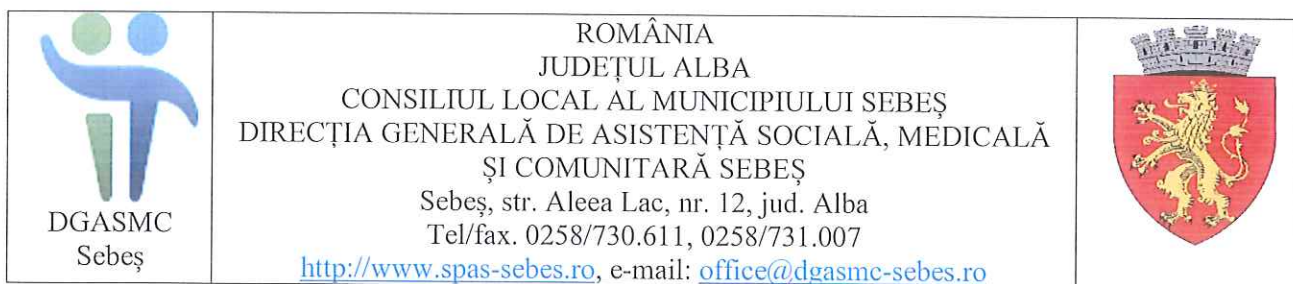 DGASMC
Sebeș
ROMÂNIA
JUDEȚUL ALBA
CONSILIUL LOCAL AL MUNICIPIULUI SEBEȘ
DIRECȚIA GENERALĂ DE ASISTENȚĂ SOCIALĂ, MEDICALĂ
ȘI COMUNITARĂ SEBEȘ
Sebeș, str. Aleea Lac, nr. 12, jud. Alba
Tel/fax. 0258/730.611, 0258/731.007
http://www.spas-sebes.ro, e-mail: office@dgasmc-sebes.ro